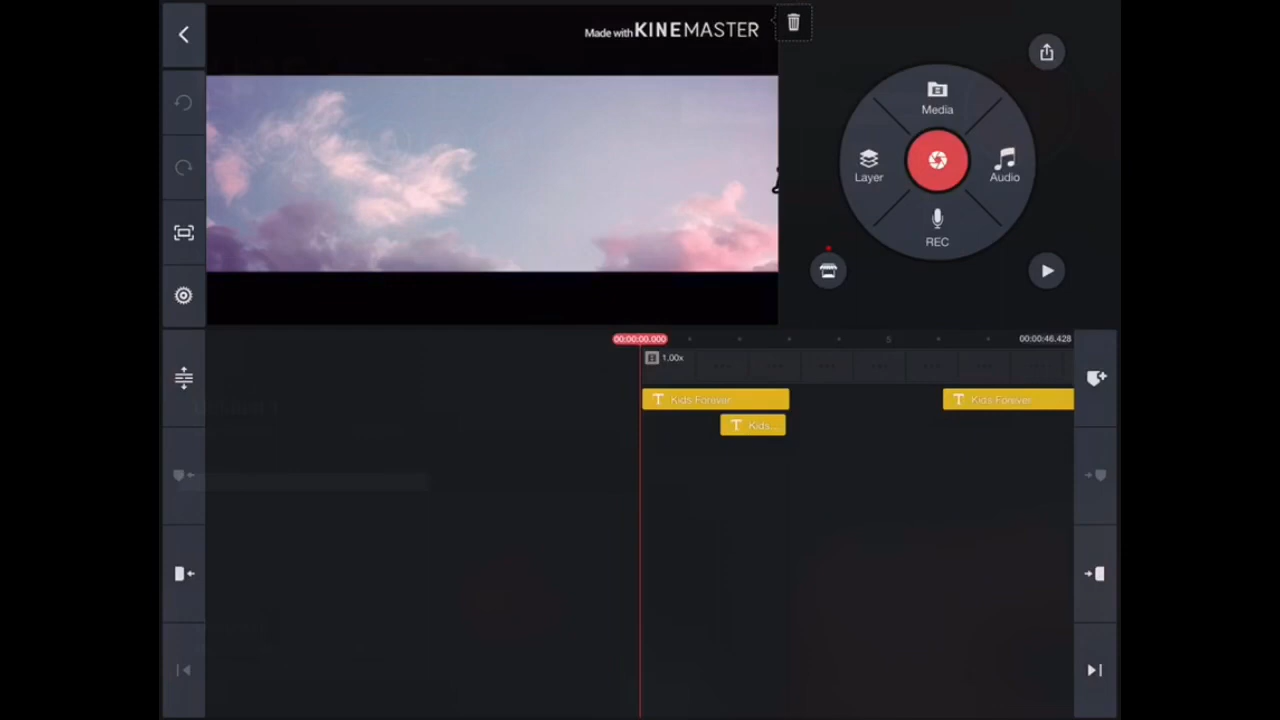 Made with KINEMASTER
Media
Layer
Audio
REC
00:00:00.000
00:00:46.428
1.00x
T Kids Forever
T Kids Forever
T Kids...